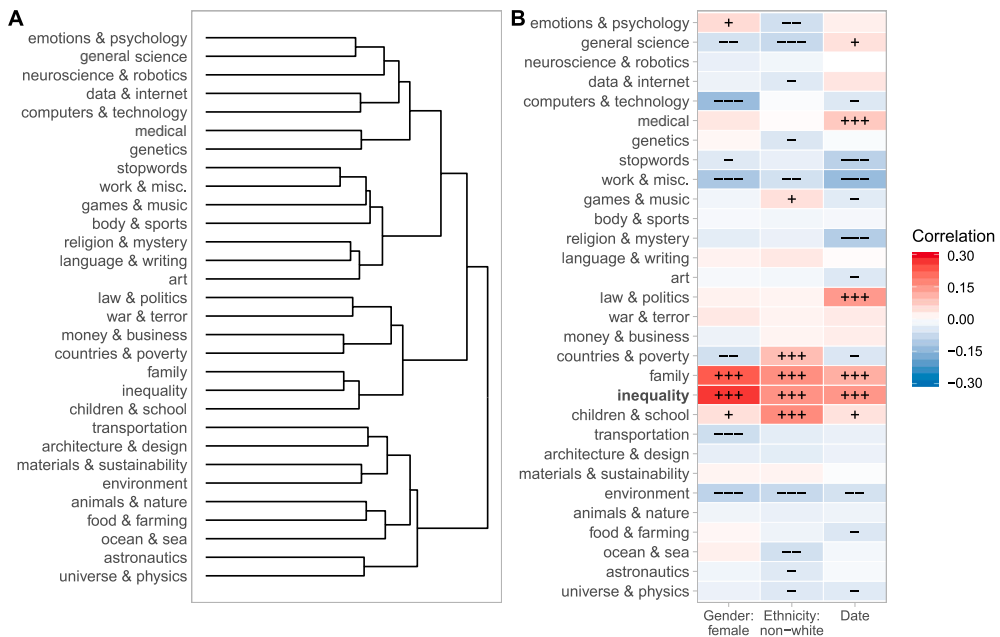 A
emotions & psychology
general science
neuroscience & robotics
data & internet
computers & technology
medical
genetics
stopwords
work & misc.
games & music
body & sports
religion & mystery
language & writing
art
law & politics
war & terror
money & business
countries & poverty
family
inequality
children & school
transportation
architecture & design
materials & sustainability
environment
animals & nature
food & farming
ocean & sea
astronautics
universe & physics
B
emotions & psychology + −−
general science −− −−− +
neuroscience & robotics
data & internet −
computers & technology −−− −
medical +++
genetics −
stopwords − −−−
work & misc. −−− −− −−−
games & music + −
body & sports
religion & mystery −−−
language & writing
art −
law & politics +++
war & terror
money & business
countries & poverty −− +++ −
family +++ +++ +++
inequality +++ +++ +++
children & school + +++ +
transportation −−−
architecture & design
materials & sustainability
environment −−− −−− −−
animals & nature
food & farming −
ocean & sea −−
astronautics −
universe & physics − −
Gender: female
Ethnicity: non−white
Date
Correlation
0.30
0.15
0.00
−0.15
−0.30